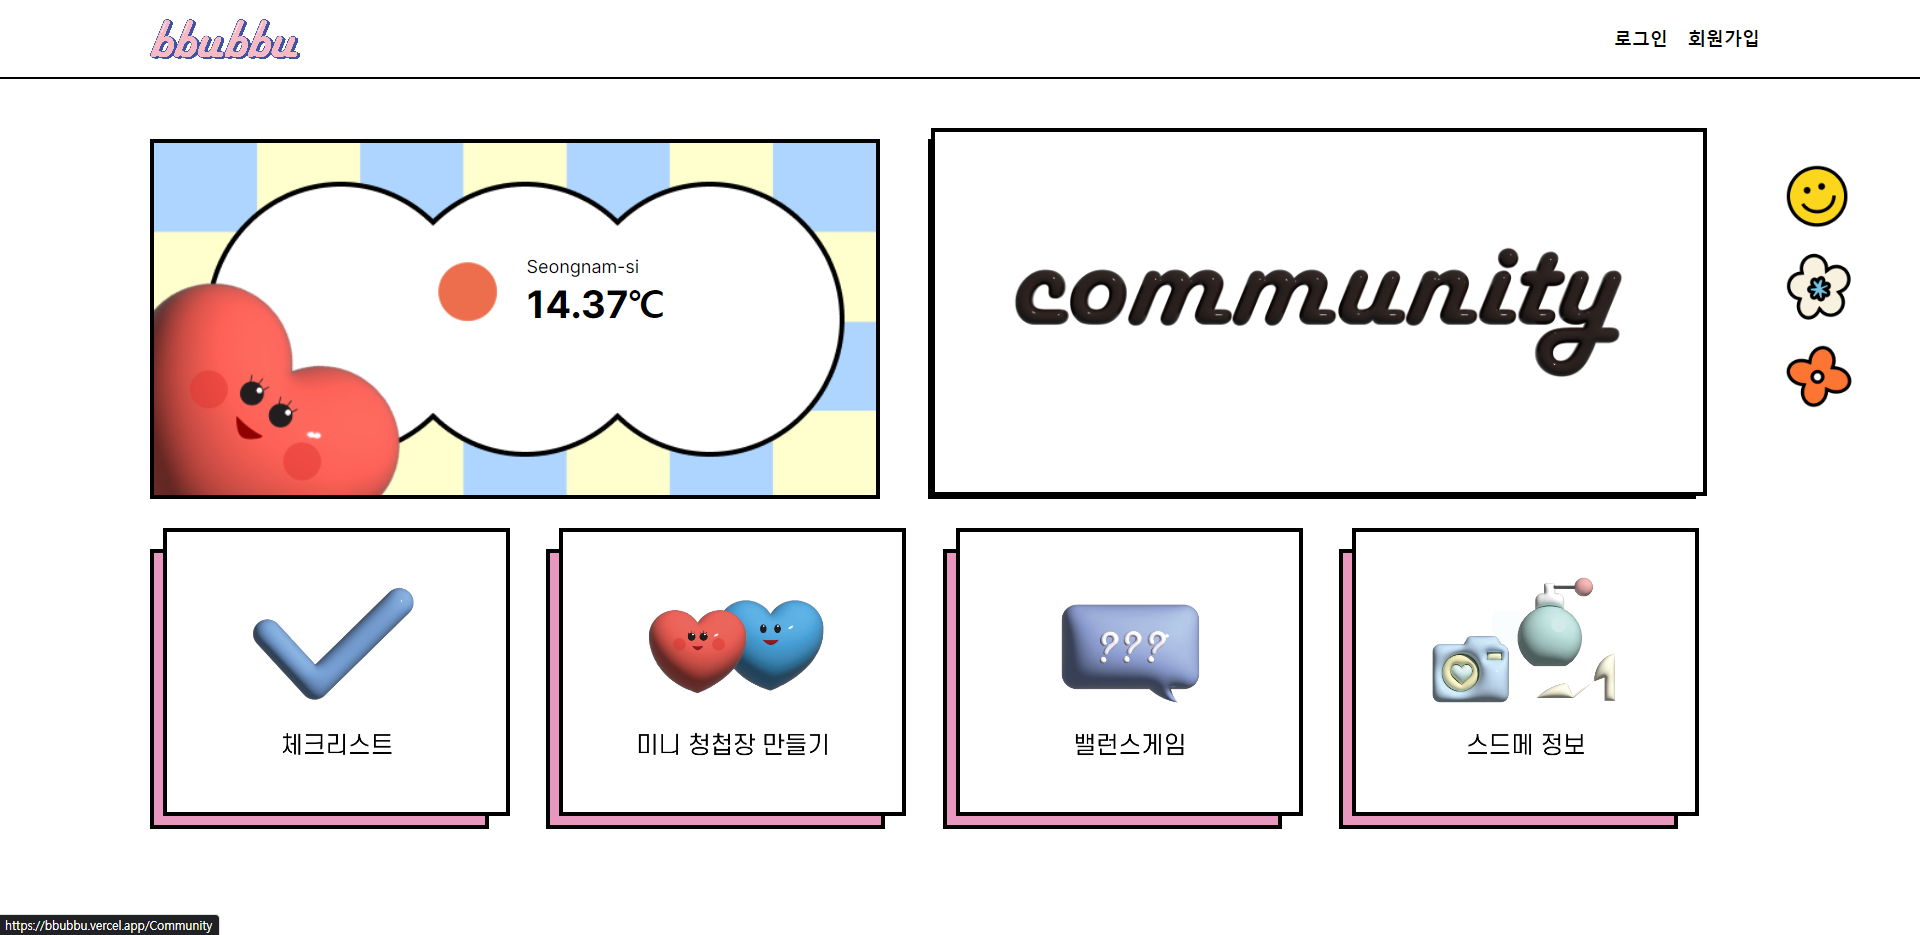 bbubbu
로그인 회원가입
Seongnam-si
14.37℃
community
???
체크리스트
미니 청첩장 만들기
밸런스게임
스드메 정보
https://bbubbu.vercel.app/Community